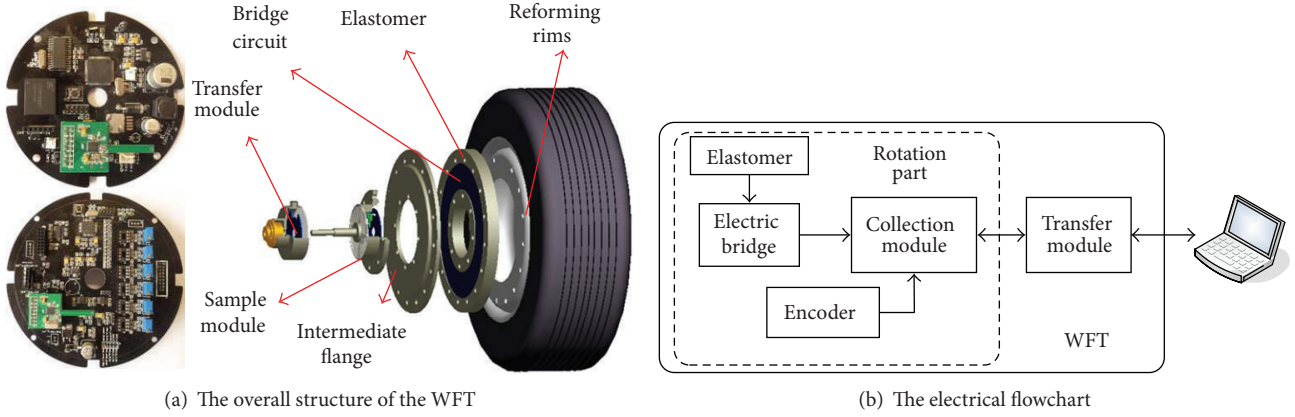 Bridge
circuit
Elastomer
Reforming
rims
Transfer
module
Sample
module
Intermediate
flange
(a) The overall structure of the WFT
Elastomer
Rotation
part
Electric
bridge
Collection
module
Transfer
module
Encoder
WFT
(b) The electrical flowchart